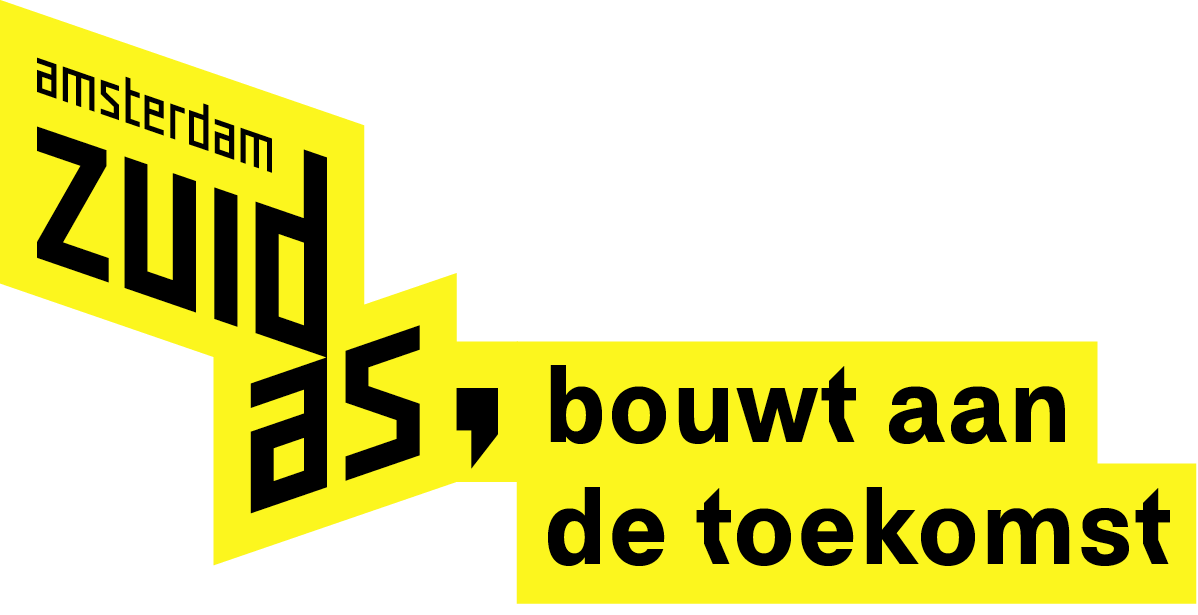 amsterdam
zuid
as, bouwt aan
de toekomst